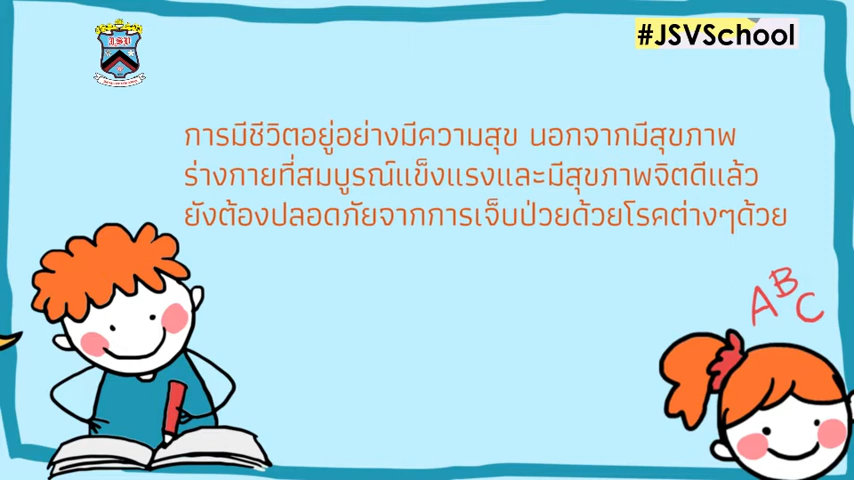 JSV
#JSVSchool
การมีชีวิตอยู่อย่างมีความสุข นอกจากมีสุขภาพ
ร่างกายที่สมบูรณ์แข็งแรงและมีสุขภาพจิตดีแล้ว
ยังต้องปลอดภัยจากการเจ็บป่วยด้วยโรคต่างๆด้วย
ABC